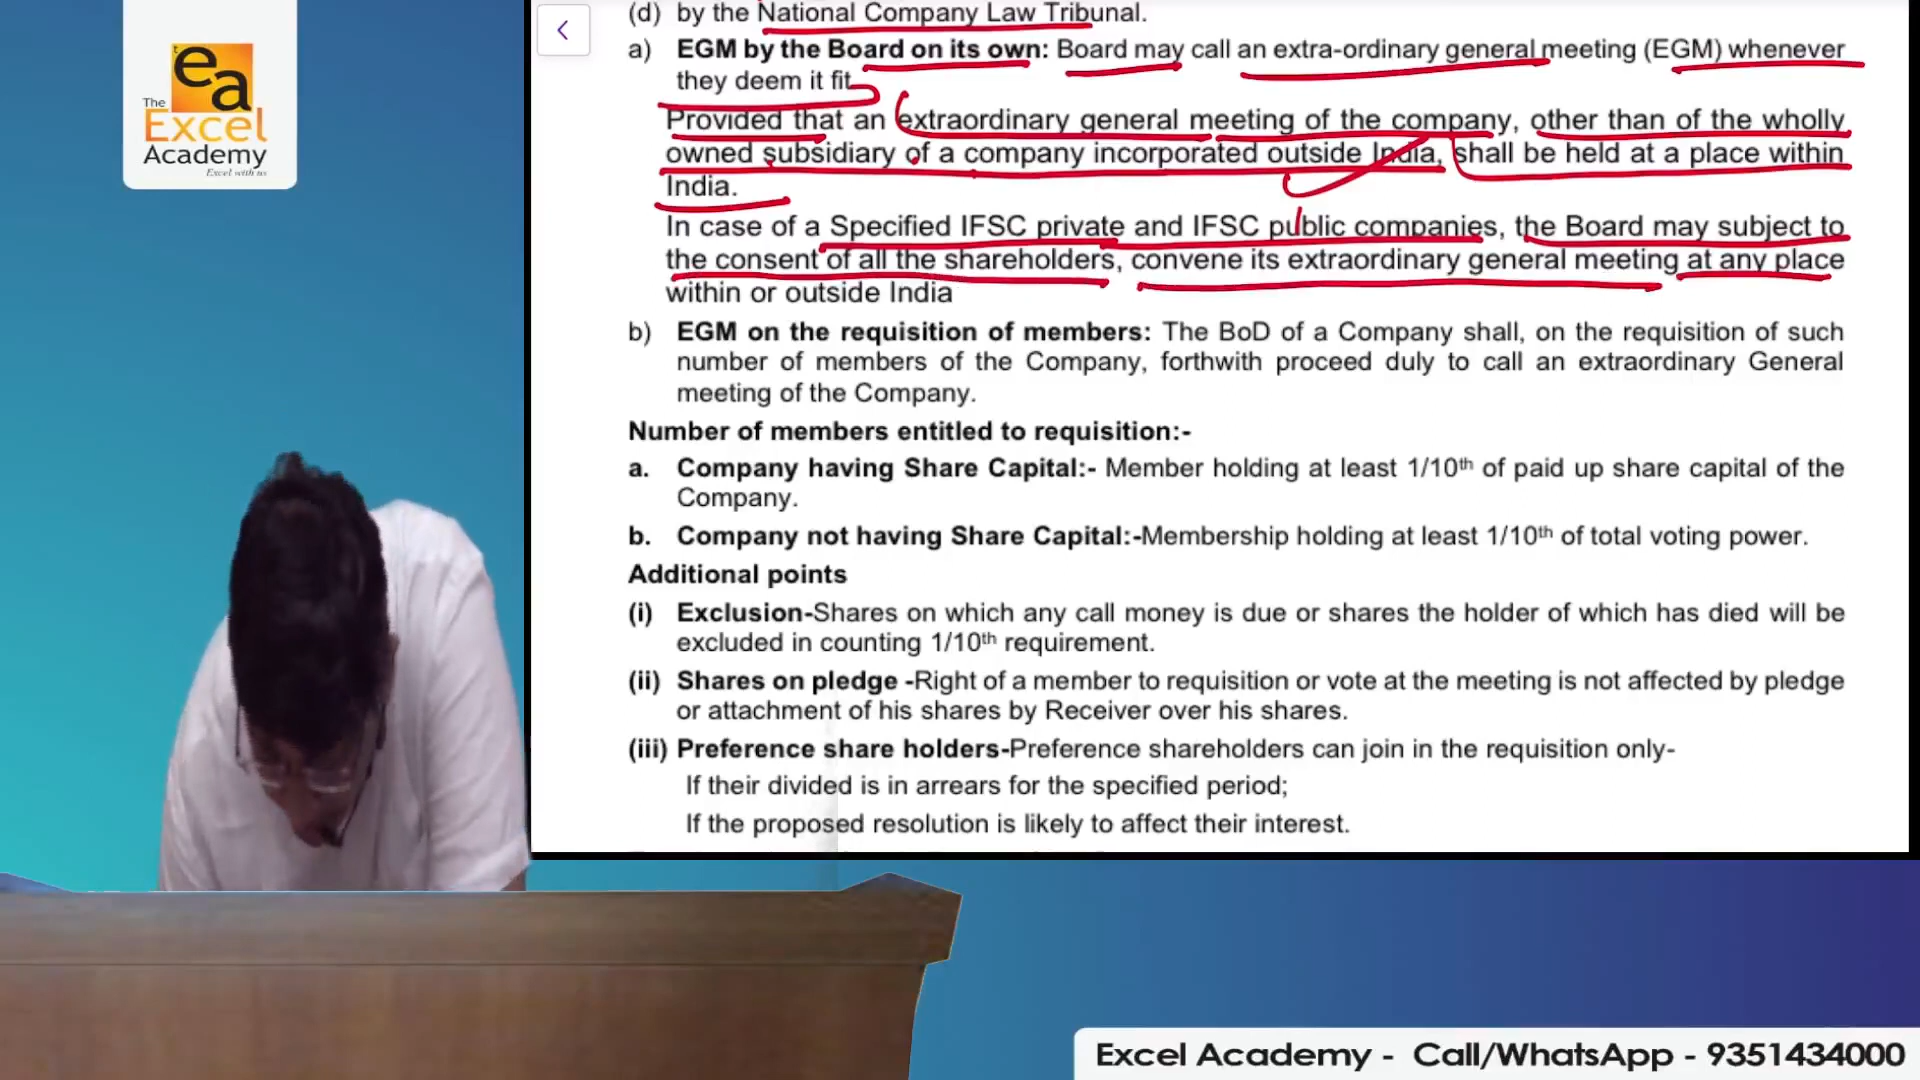 ea
The
Excel
Academy
Excel with us
(d) by the National Company Law Tribunal.
a) EGM by the Board on its own: Board may call an extra-ordinary general meeting (EGM) whenever
they deem it fit.
Provided that an extraordinary general meeting of the company, other than of the wholly
owned subsidiary of a company incorporated outside India, shall be held at a place within
India.
In case of a Specified IFSC private and IFSC public companies, the Board may subject to
the consent of all the shareholders, convene its extraordinary general meeting at any place
within or outside India
b) EGM on the requisition of members: The BoD of a Company shall, on the requisition of such
number of members of the Company, forthwith proceed duly to call an extraordinary General
meeting of the Company.
Number of members entitled to requisition:-
a. Company having Share Capital:- Member holding at least 1/10th of paid up share capital of the
Company.
b. Company not having Share Capital:-Membership holding at least 1/10th of total voting power.
Additional points
(i) Exclusion-Shares on which any call money is due or shares the holder of which has died will be
excluded in counting 1/10th requirement.
(ii) Shares on pledge -Right of a member to requisition or vote at the meeting is not affected by pledge
or attachment of his shares by Receiver over his shares.
(iii) Preference share holders-Preference shareholders can join in the requisition only-
If their divided is in arrears for the specified period;
If the proposed resolution is likely to affect their interest.
Excel Academy - Call/WhatsApp - 9351434000